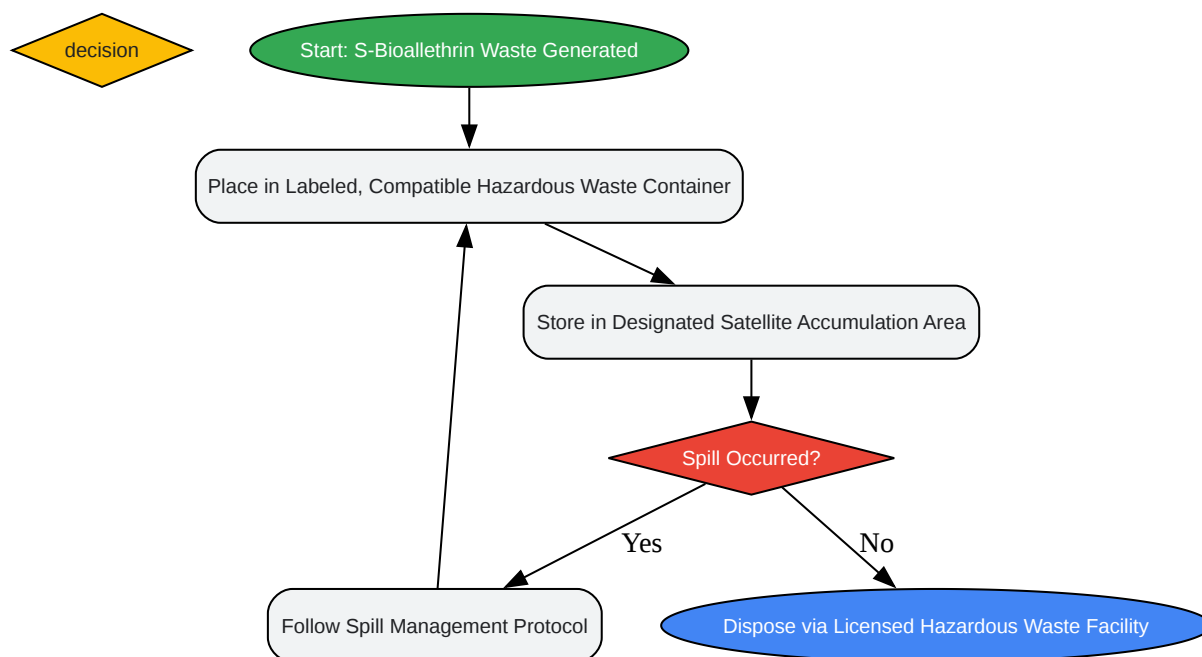 decision
Start: S-Bioallethrin Waste Generated
Place in Labeled, Compatible Hazardous Waste Container
Store in Designated Satellite Accumulation Area
Spill Occurred?
Yes
No
Follow Spill Management Protocol
Dispose via Licensed Hazardous Waste Facility